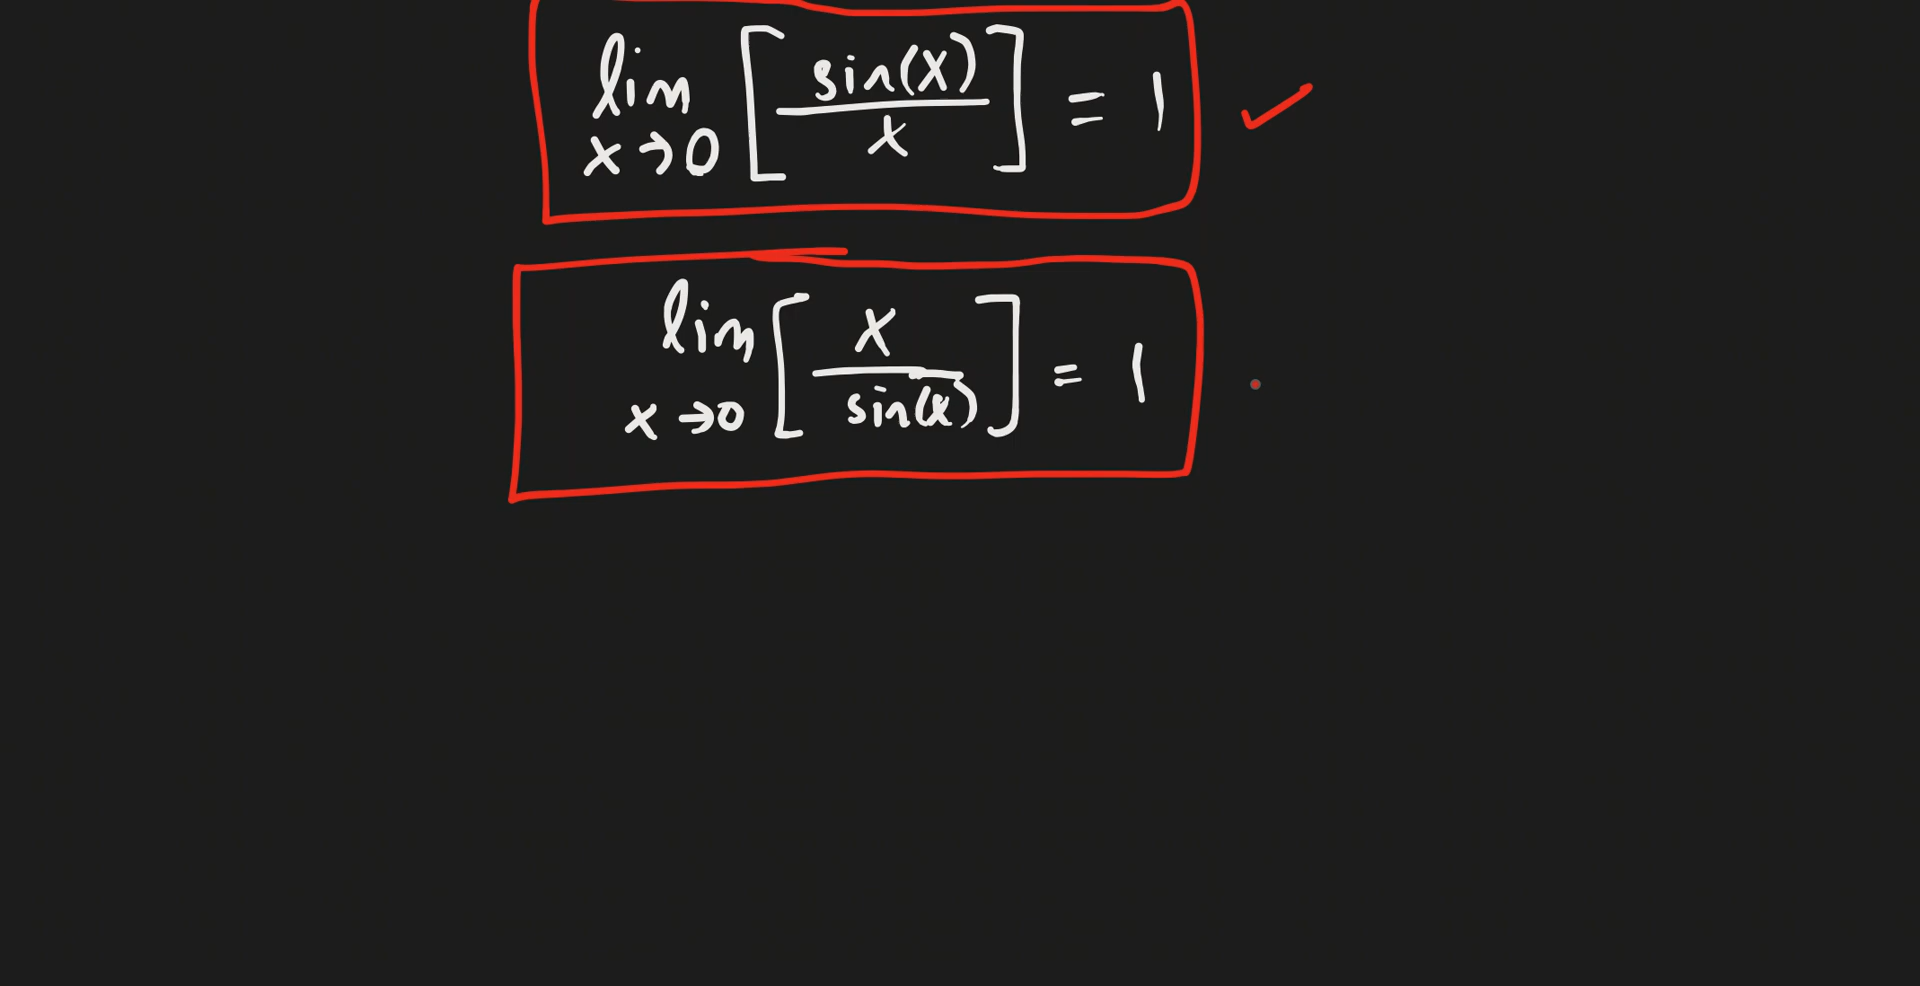 lim x→0 [ sin(x) / x ] = 1
lim x→0 [ x / sin(x) ] = 1